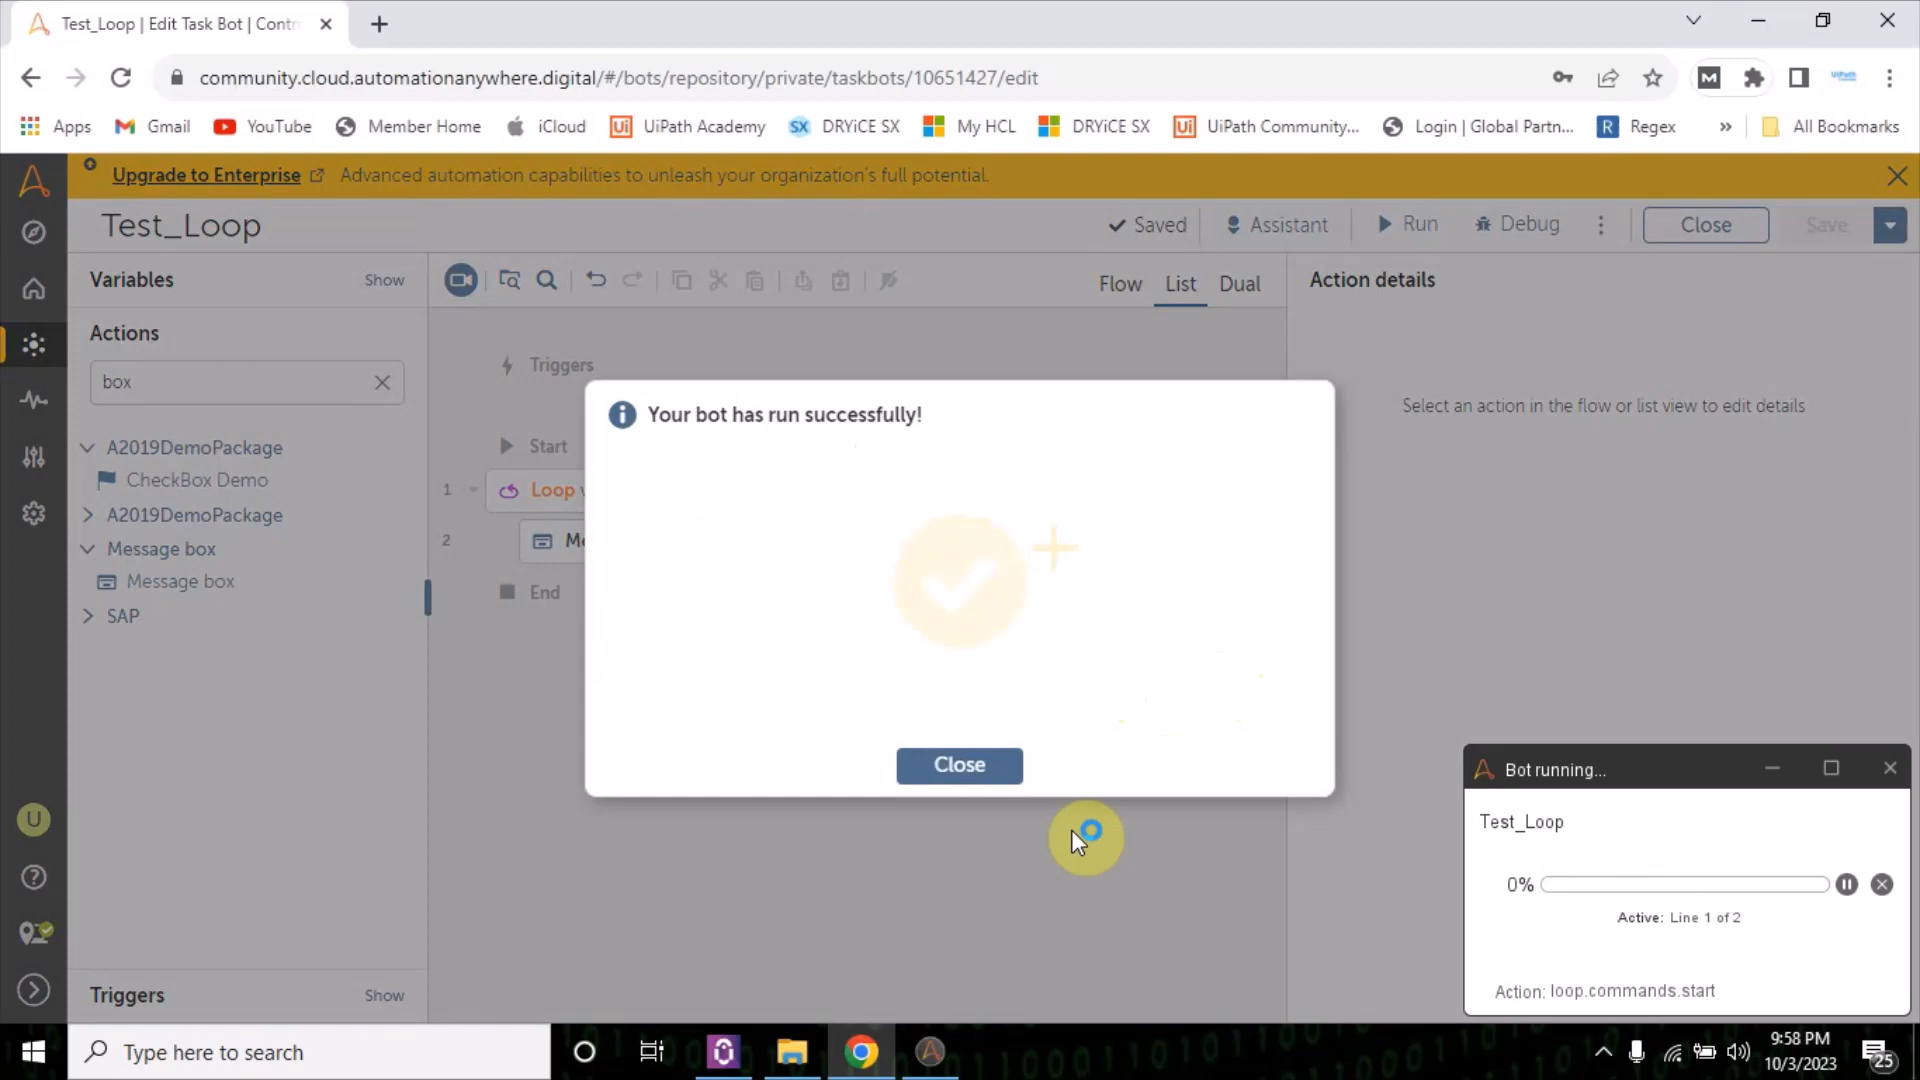 Test_Loop | Edit Task Bot | Contr
community.cloud.automationanywhere.digital/#/bots/repository/private/taskbots/10651427/edit
M
UiPath
Apps
Gmail
YouTube
Member Home
iCloud
Ui UiPath Academy
SX DRYiCE SX
My HCL
DRYiCE SX
Ui UiPath Community...
Login | Global Partn...
R Regex
»
All Bookmarks
Upgrade to Enterprise Advanced automation capabilities to unleash your organization's full potential.
Test_Loop
Saved
Assistant
Run
Debug
Close
Save
Variables
Show
Flow
List
Dual
Action details
Actions
box
Triggers
Select an action in the flow or list view to edit details
Your bot has run successfully!
A2019DemoPackage
CheckBox Demo
A2019DemoPackage
Message box
Message box
SAP
Start
1 Loop
2
End
Close
Bot running...
Test_Loop
0%
Active: Line 1 of 2
Action: loop.commands.start
U
Triggers
Show
Type here to search
9:58 PM
10/3/2023
25